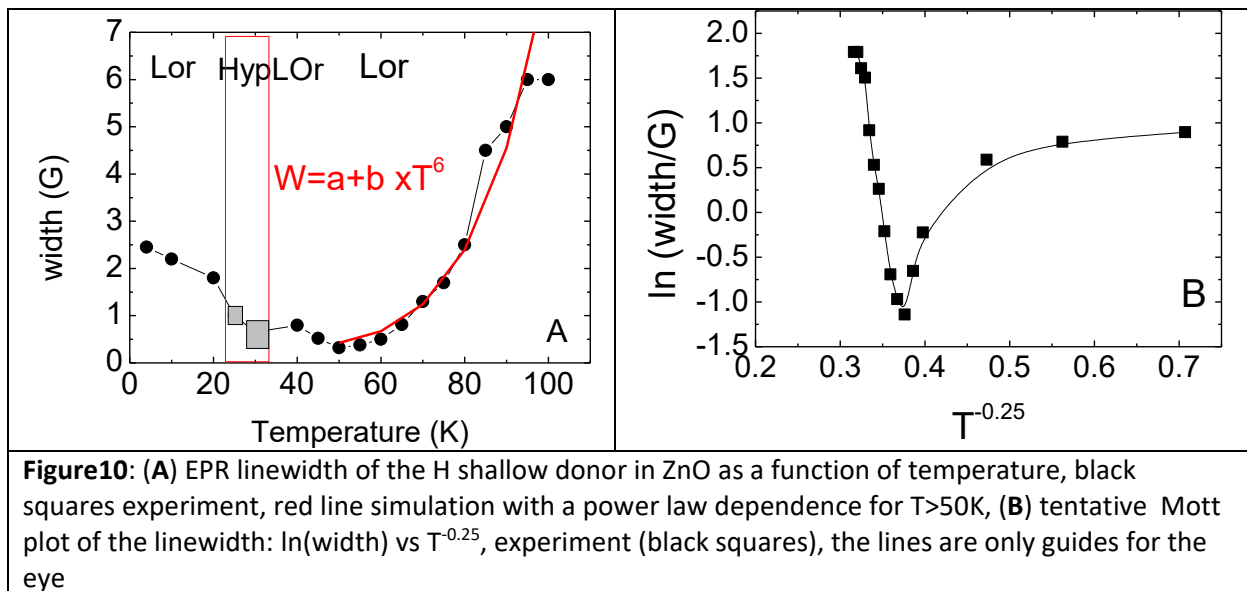 7
6
5
4
3
2
1
0
width (G)
Lor HypLOr Lor
W=a+b xT⁶
A
0 20 40 60 80 100
Temperature (K)
2.0
1.5
1.0
0.5
0.0
-0.5
-1.0
-1.5
ln (width/G)
B
0.2 0.3 0.4 0.5 0.6 0.7
T⁻⁰·²⁵
Figure10: (A) EPR linewidth of the H shallow donor in ZnO as a function of temperature, black
squares experiment, red line simulation with a power law dependence for T>50K, (B) tentative Mott
plot of the linewidth: ln(width) vs T⁻⁰·²⁵, experiment (black squares), the lines are only guides for the
eye